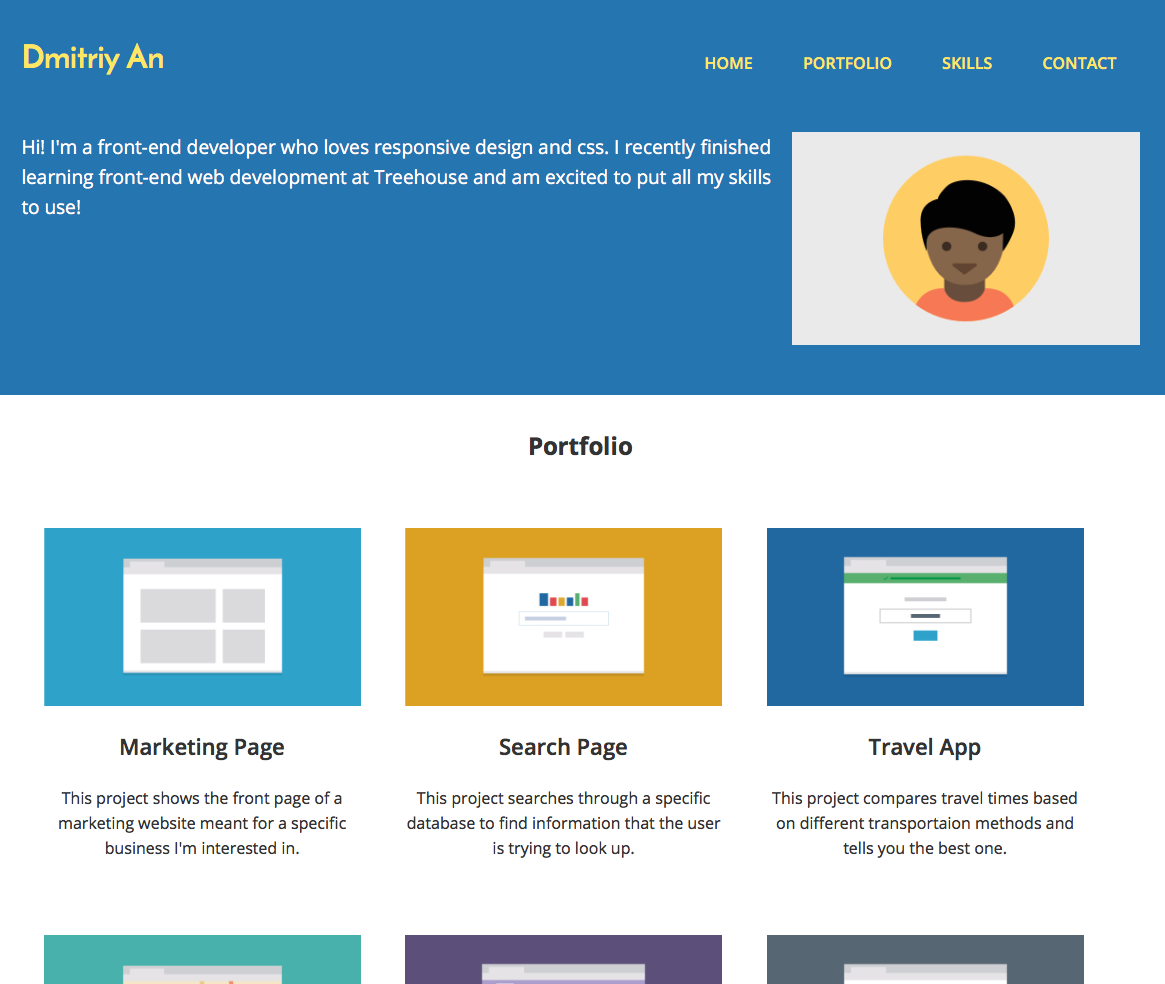 Dmitriy An
HOME PORTFOLIO SKILLS CONTACT
Hi! I'm a front-end developer who loves responsive design and css. I recently finished
learning front-end web development at Treehouse and am excited to put all my skills
to use!
Portfolio
Marketing Page
This project shows the front page of a
marketing website meant for a specific
business I'm interested in.
Search Page
This project searches through a specific
database to find information that the user
is trying to look up.
Travel App
This project compares travel times based
on different transportaion methods and
tells you the best one.